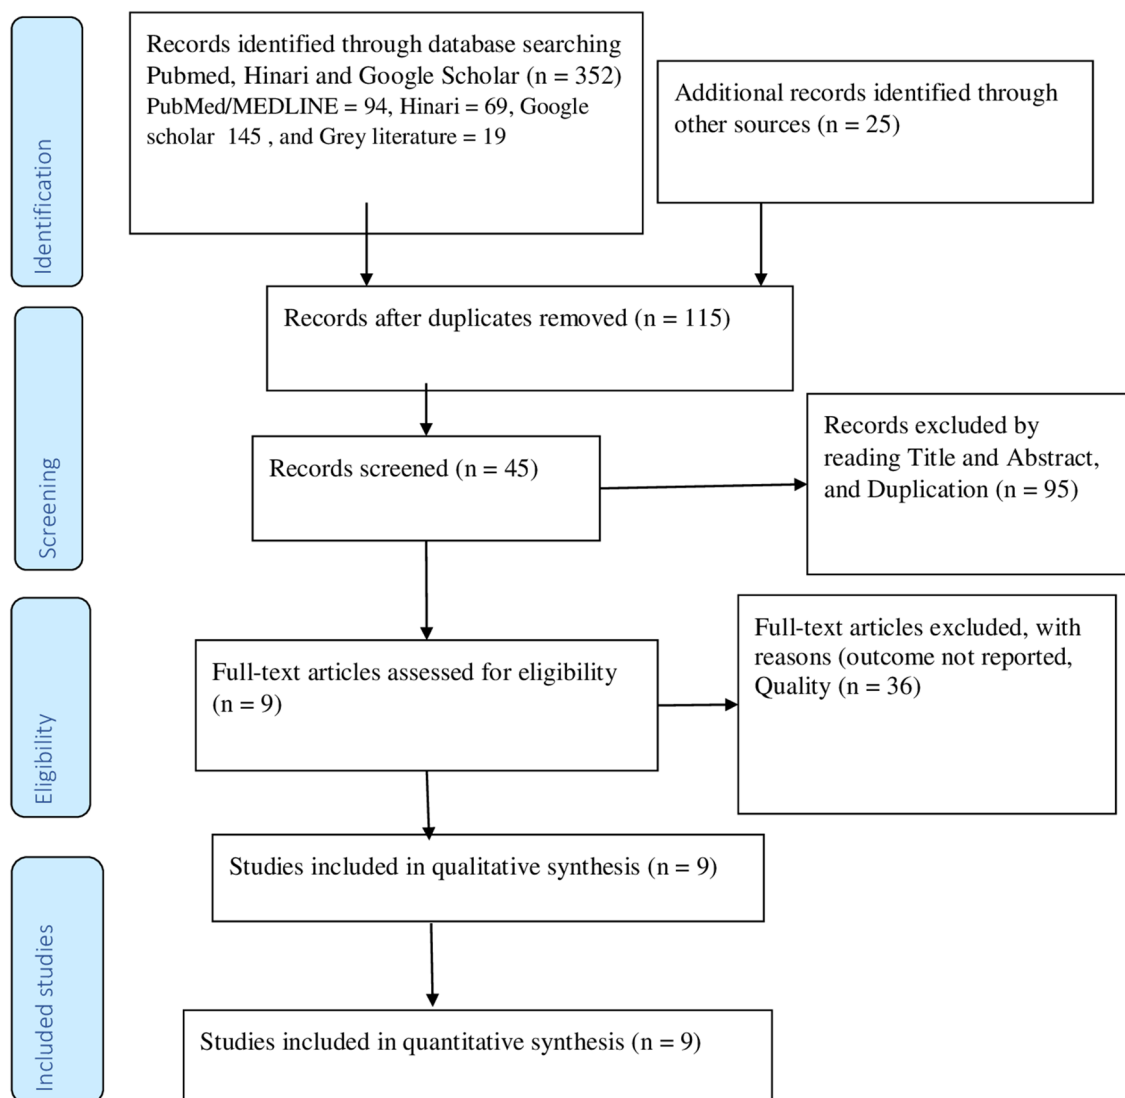 Identification
Records identified through database searching
Pubmed, Hinari and Google Scholar (n = 352)
PubMed/MEDLINE = 94, Hinari = 69, Google
scholar  145 , and Grey literature = 19
Additional records identified through
other sources (n = 25)
Screening
Records after duplicates removed (n = 115)
Records screened (n = 45)
Records excluded by
reading Title and Abstract,
and Duplication (n = 95)
Eligibility
Full-text articles assessed for eligibility
(n = 9)
Full-text articles excluded, with
reasons (outcome not reported,
Quality (n = 36)
Included studies
Studies included in qualitative synthesis (n = 9)
Studies included in quantitative synthesis (n = 9)